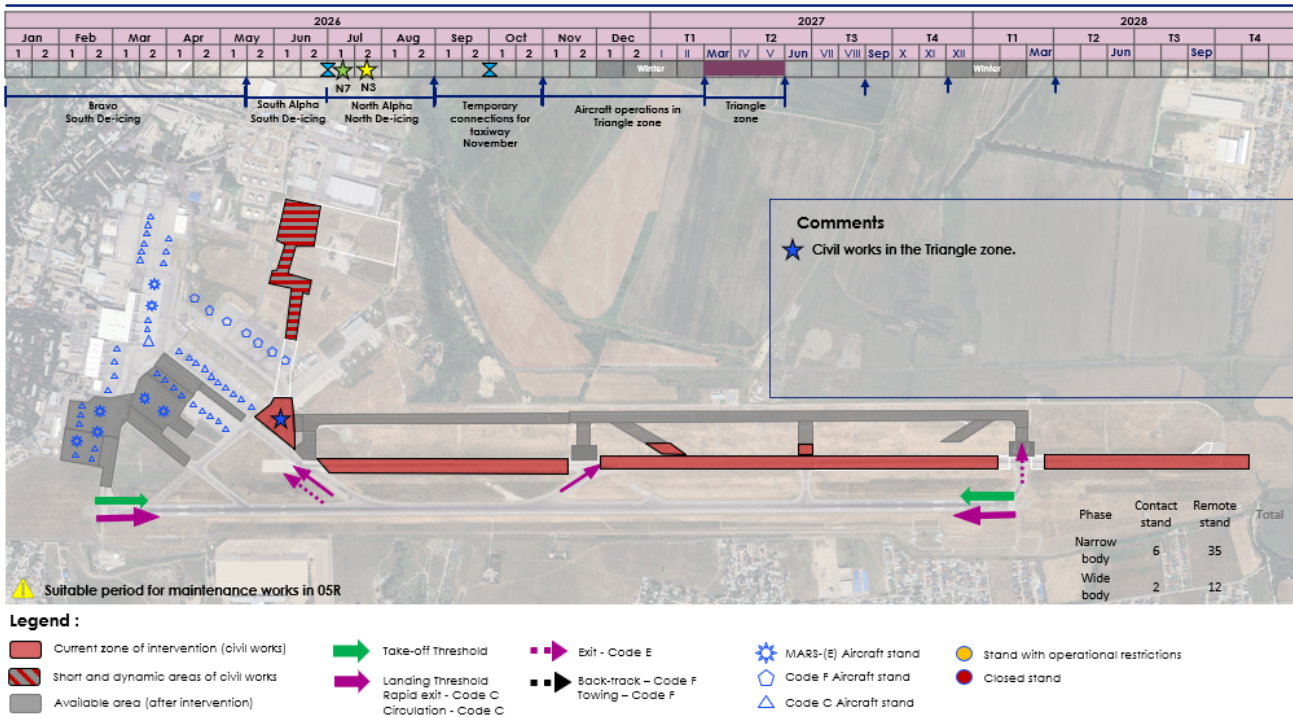 2026 2027 2028
Jan Feb Mar Apr May Jun Jul Aug Sep Oct Nov Dec T1 T2 T3 T4 T1 T2 T3 T4
1 2 1 2 1 2 1 2 1 2 1 2 1 2 1 2 1 2 1 2 1 2 1 2 I II Mar IV V Jun VII VIII Sep X XI XII Mar Jun Sep
Winter Winter
N7 N3
Bravo
South De-icing
South Alpha
South De-icing
North Alpha
North De-icing
Temporary
connections for
taxiway
November
Aircraft operations in
Triangle zone
Triangle
zone
Comments
Civil works in the Triangle zone.
Phase Contact stand Remote stand Total
Narrow body 6 35
Wide body 2 12
Suitable period for maintenance works in 05R
Legend :
Current zone of intervention (civil works)
Short and dynamic areas of civil works
Available area (after intervention)
Take-off Threshold
Landing Threshold
Rapid exit - Code C
Circulation - Code C
Exit - Code E
Back-track – Code F
Towing – Code F
MARS-(E) Aircraft stand
Code F Aircraft stand
Code C Aircraft stand
Stand with operational restrictions
Closed stand